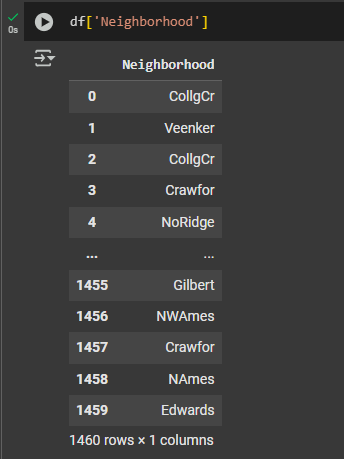 df['Neighborhood']
0s
Neighborhood
0 CollgCr
1 Veenker
2 CollgCr
3 Crawfor
4 NoRidge
... ...
1455 Gilbert
1456 NWAmes
1457 Crawfor
1458 NAmes
1459 Edwards
1460 rows × 1 columns